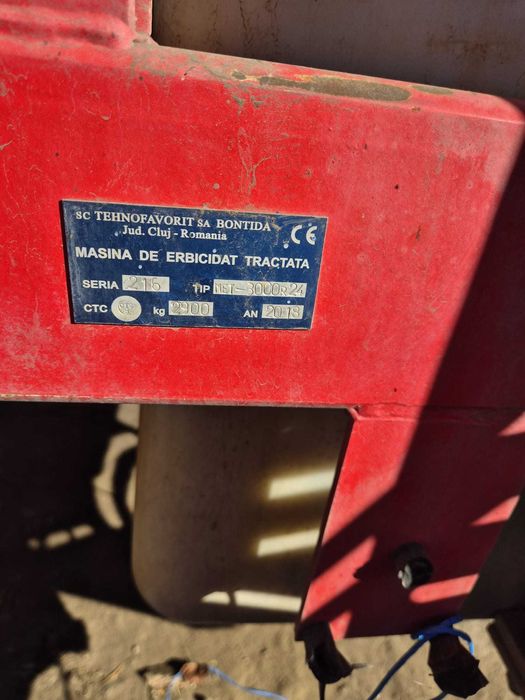 SC TEHNOFAVORIT SA BONTIDA
Jud. Cluj - Romania
CE
MASINA DE ERBICIDAT TRACTATA
SERIA 216 TIP MET-3000R24
CTC kg 2900 AN 2018